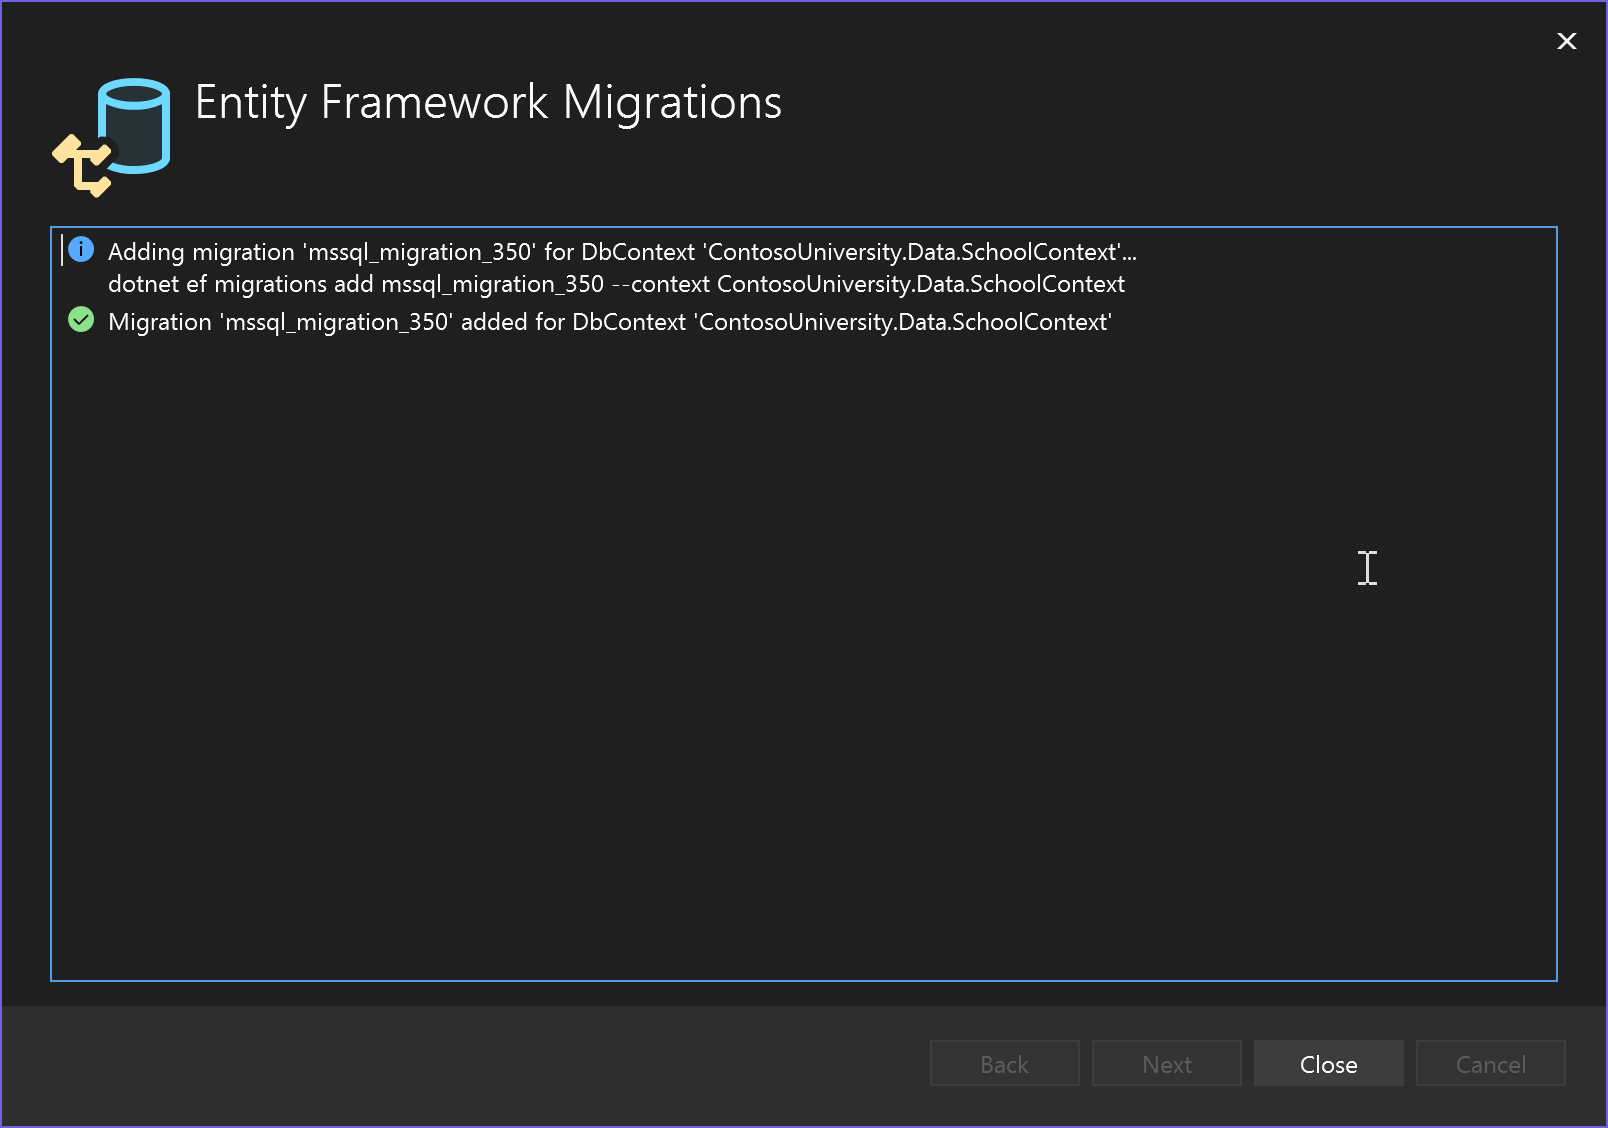 Entity Framework Migrations
Adding migration 'mssql_migration_350' for DbContext 'ContosoUniversity.Data.SchoolContext'...
dotnet ef migrations add mssql_migration_350 --context ContosoUniversity.Data.SchoolContext
Migration 'mssql_migration_350' added for DbContext 'ContosoUniversity.Data.SchoolContext'
Back
Next
Close
Cancel